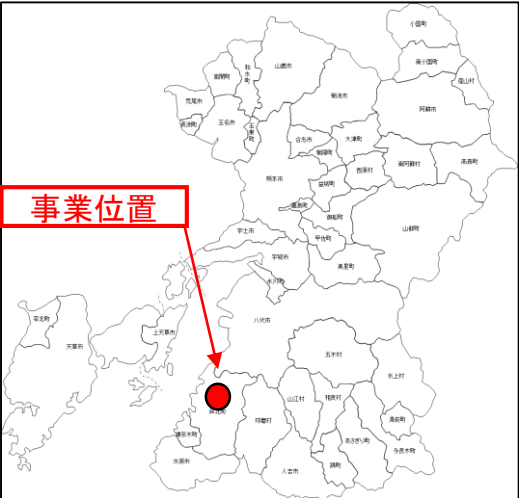 小国町
南小国町
産山村
山鹿市
和水町
南関町
菊池市
阿蘇市
荒尾市
玉名市
長洲町
玉東町
合志市
大津町
菊陽町
西原村
南阿蘇村
高森町
熊本市
益城町
嘉島町
御船町
山都町
事業位置
宇土市
甲佐町
宇城市
美里町
氷川町
八代市
苓北町
天草市
上天草市
五木村
水上村
芦北町
球磨村
山江村
相良村
湯前町
あさぎり町
多良木町
津奈木町
水俣市
人吉市
錦町